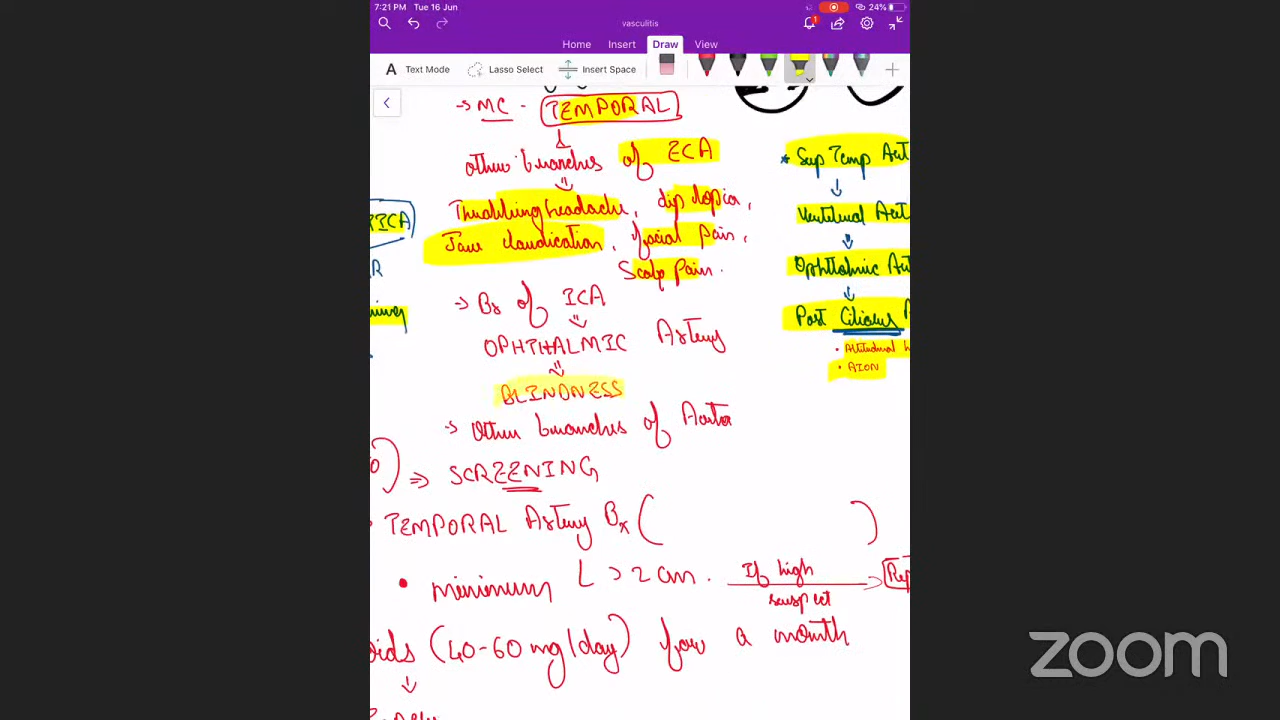 7:21 PM Tue 16 Jun
24%
vasculitis
Home Insert Draw View
A Text Mode Lasso Select Insert Space
→ MC - TEMPORAL
other branches of ECA
Throbbing headache, diplopia,
Jaw claudication, facial pain,
Scalp Pain.
→ Br of ICA
OPHTHALMIC Artery
BLINDNESS
→ Other branches of Aorta
⇒ SCREENING
TEMPORAL Artery Bx ( )
• minimum L > 2 cm. If high
suspect
(40-60 mg/day) for a month
* Sup Temp
Ophthalmic
Post Ciliary
• AION
ICA
zoom